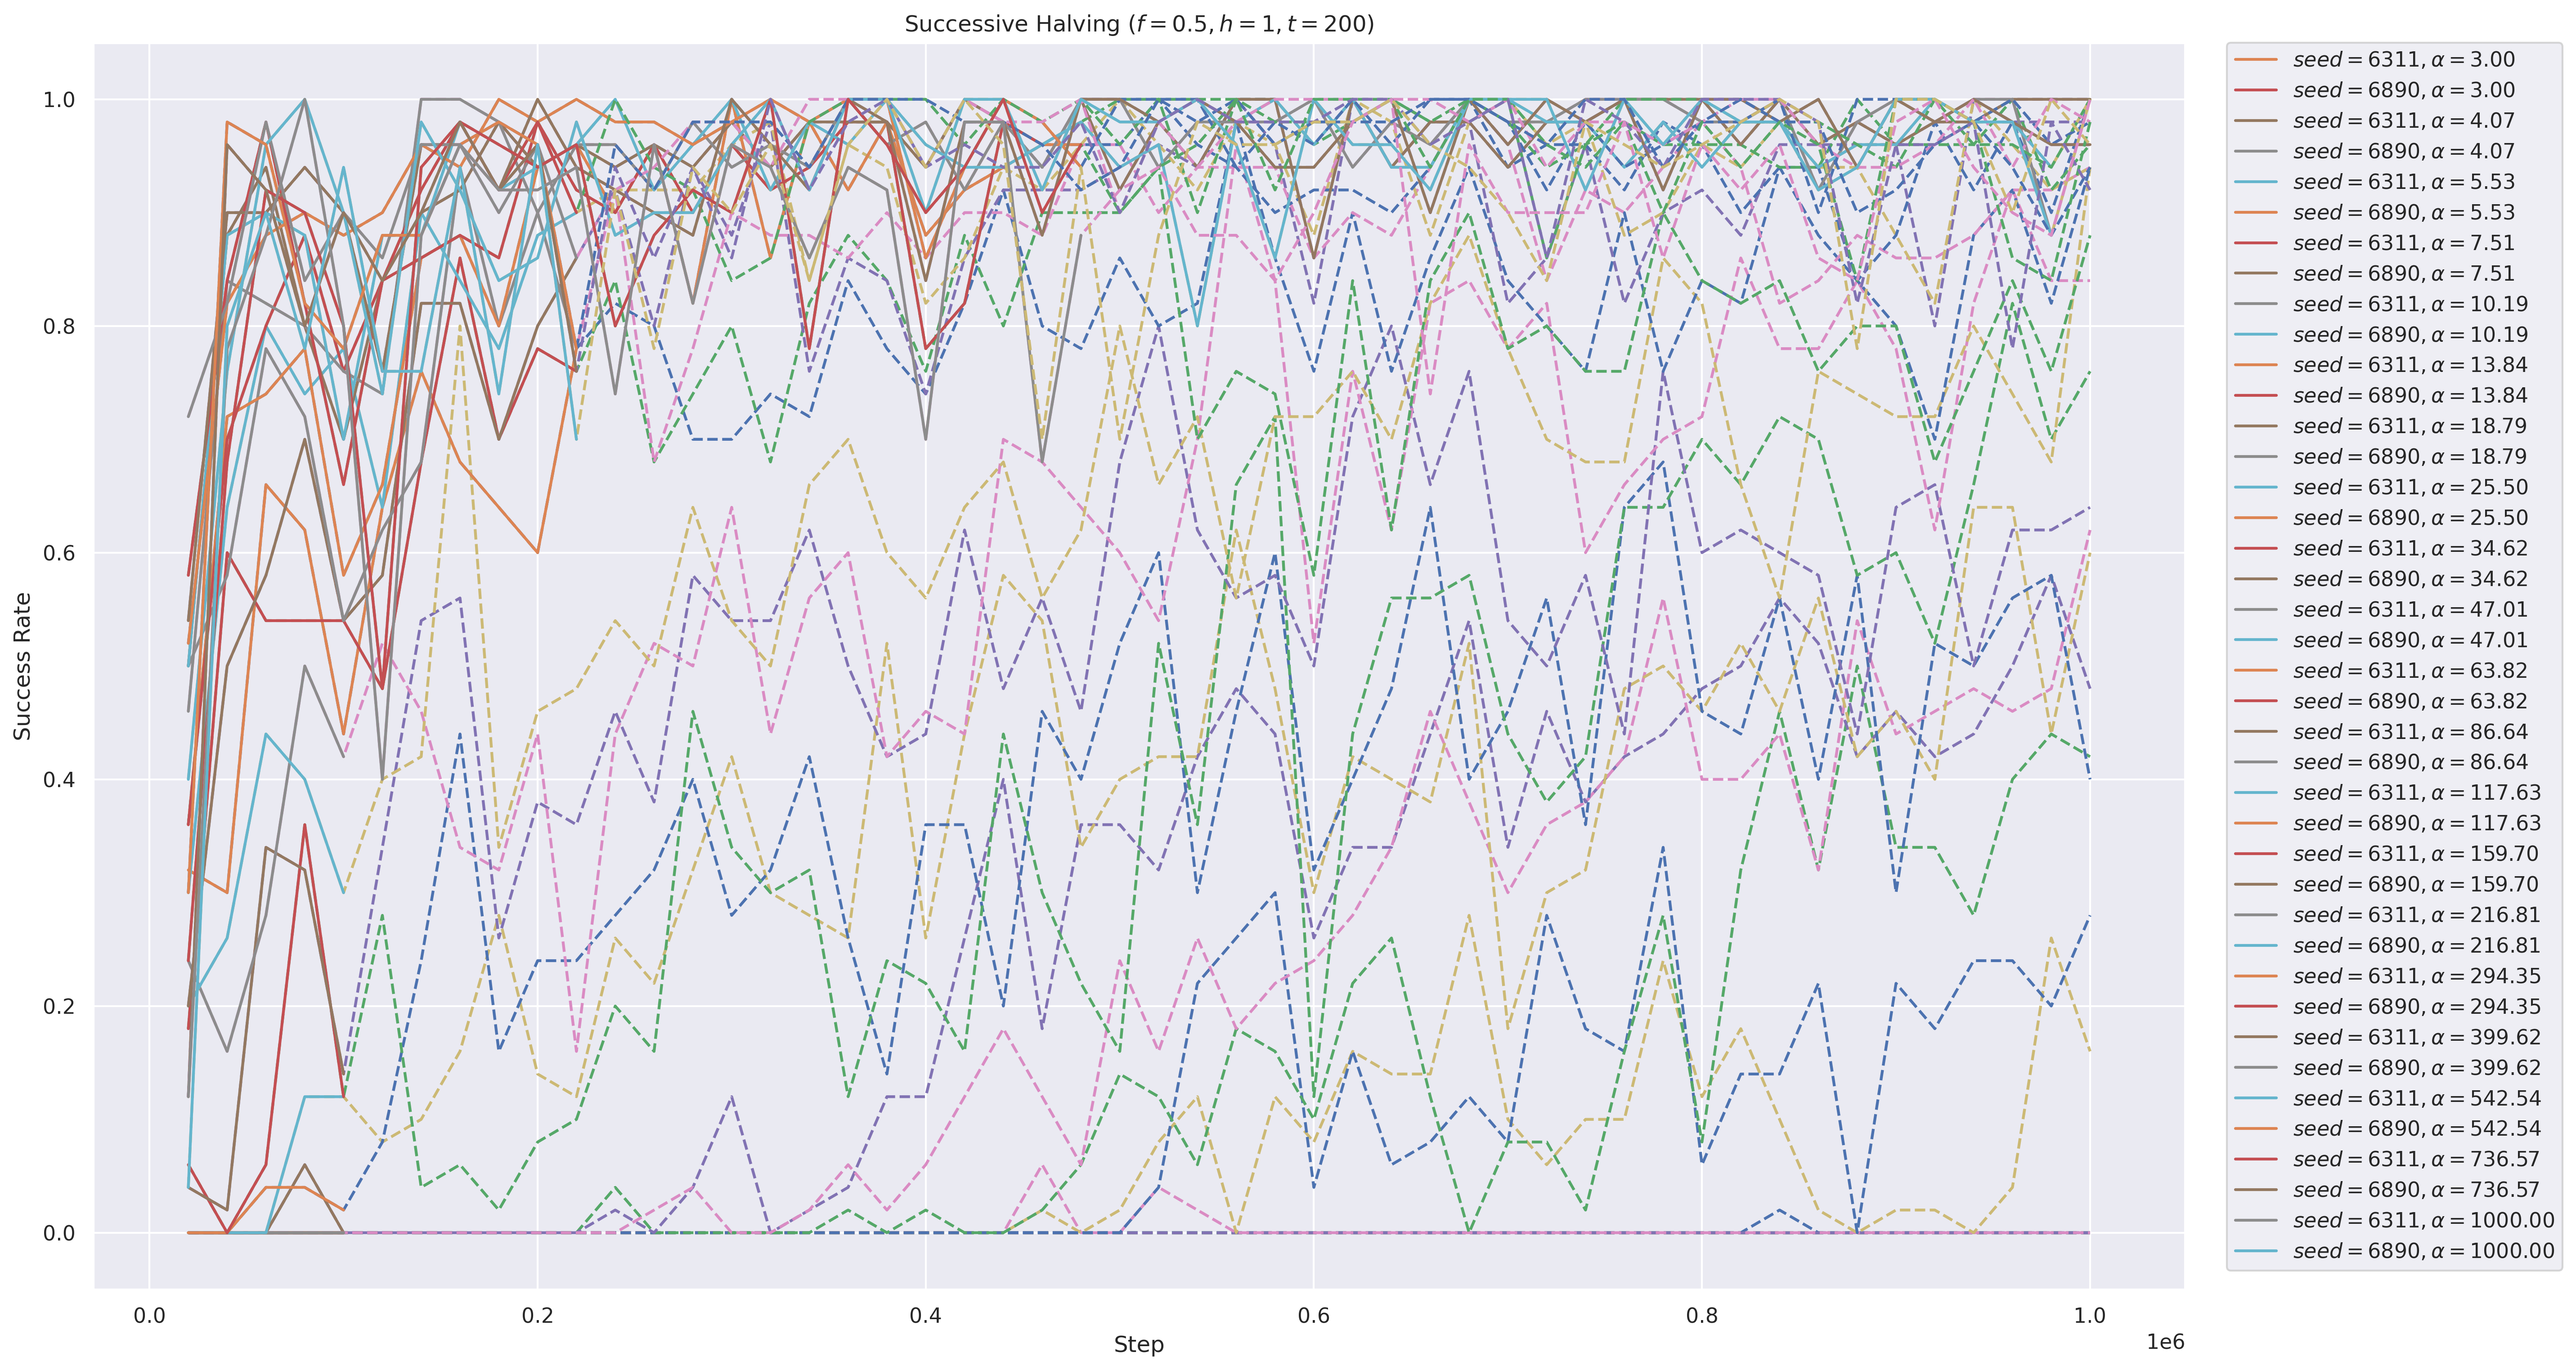 Successive Halving (f = 0.5, h = 1, t = 200)
1.0
0.8
0.6
0.4
0.2
0.0
Success Rate
0.0 0.2 0.4 0.6 0.8 1.0
1e6
Step
seed = 6311, α = 3.00
seed = 6890, α = 3.00
seed = 6311, α = 4.07
seed = 6890, α = 4.07
seed = 6311, α = 5.53
seed = 6890, α = 5.53
seed = 6311, α = 7.51
seed = 6890, α = 7.51
seed = 6311, α = 10.19
seed = 6890, α = 10.19
seed = 6311, α = 13.84
seed = 6890, α = 13.84
seed = 6311, α = 18.79
seed = 6890, α = 18.79
seed = 6311, α = 25.50
seed = 6890, α = 25.50
seed = 6311, α = 34.62
seed = 6890, α = 34.62
seed = 6311, α = 47.01
seed = 6890, α = 47.01
seed = 6311, α = 63.82
seed = 6890, α = 63.82
seed = 6311, α = 86.64
seed = 6890, α = 86.64
seed = 6311, α = 117.63
seed = 6890, α = 117.63
seed = 6311, α = 159.70
seed = 6890, α = 159.70
seed = 6311, α = 216.81
seed = 6890, α = 216.81
seed = 6311, α = 294.35
seed = 6890, α = 294.35
seed = 6311, α = 399.62
seed = 6890, α = 399.62
seed = 6311, α = 542.54
seed = 6890, α = 542.54
seed = 6311, α = 736.57
seed = 6890, α = 736.57
seed = 6311, α = 1000.00
seed = 6890, α = 1000.00